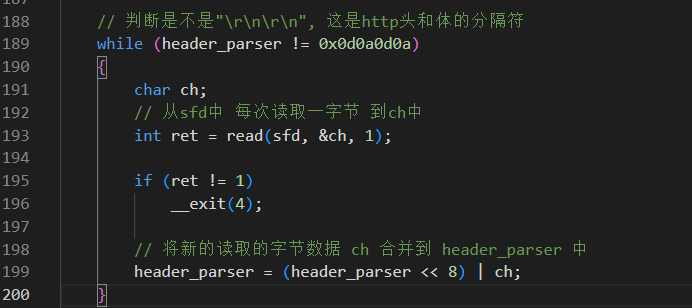 188 // 判断是不是"\r\n\r\n", 这是http头和体的分隔符
189 while (header_parser != 0x0d0a0d0a)
190 {
191 char ch;
192 // 从sfd中 每次读取一字节 到ch中
193 int ret = read(sfd, &ch, 1);
194
195 if (ret != 1)
196 __exit(4);
197
198 // 将新的读取的字节数据 ch 合并到 header_parser 中
199 header_parser = (header_parser << 8) | ch;
200 }